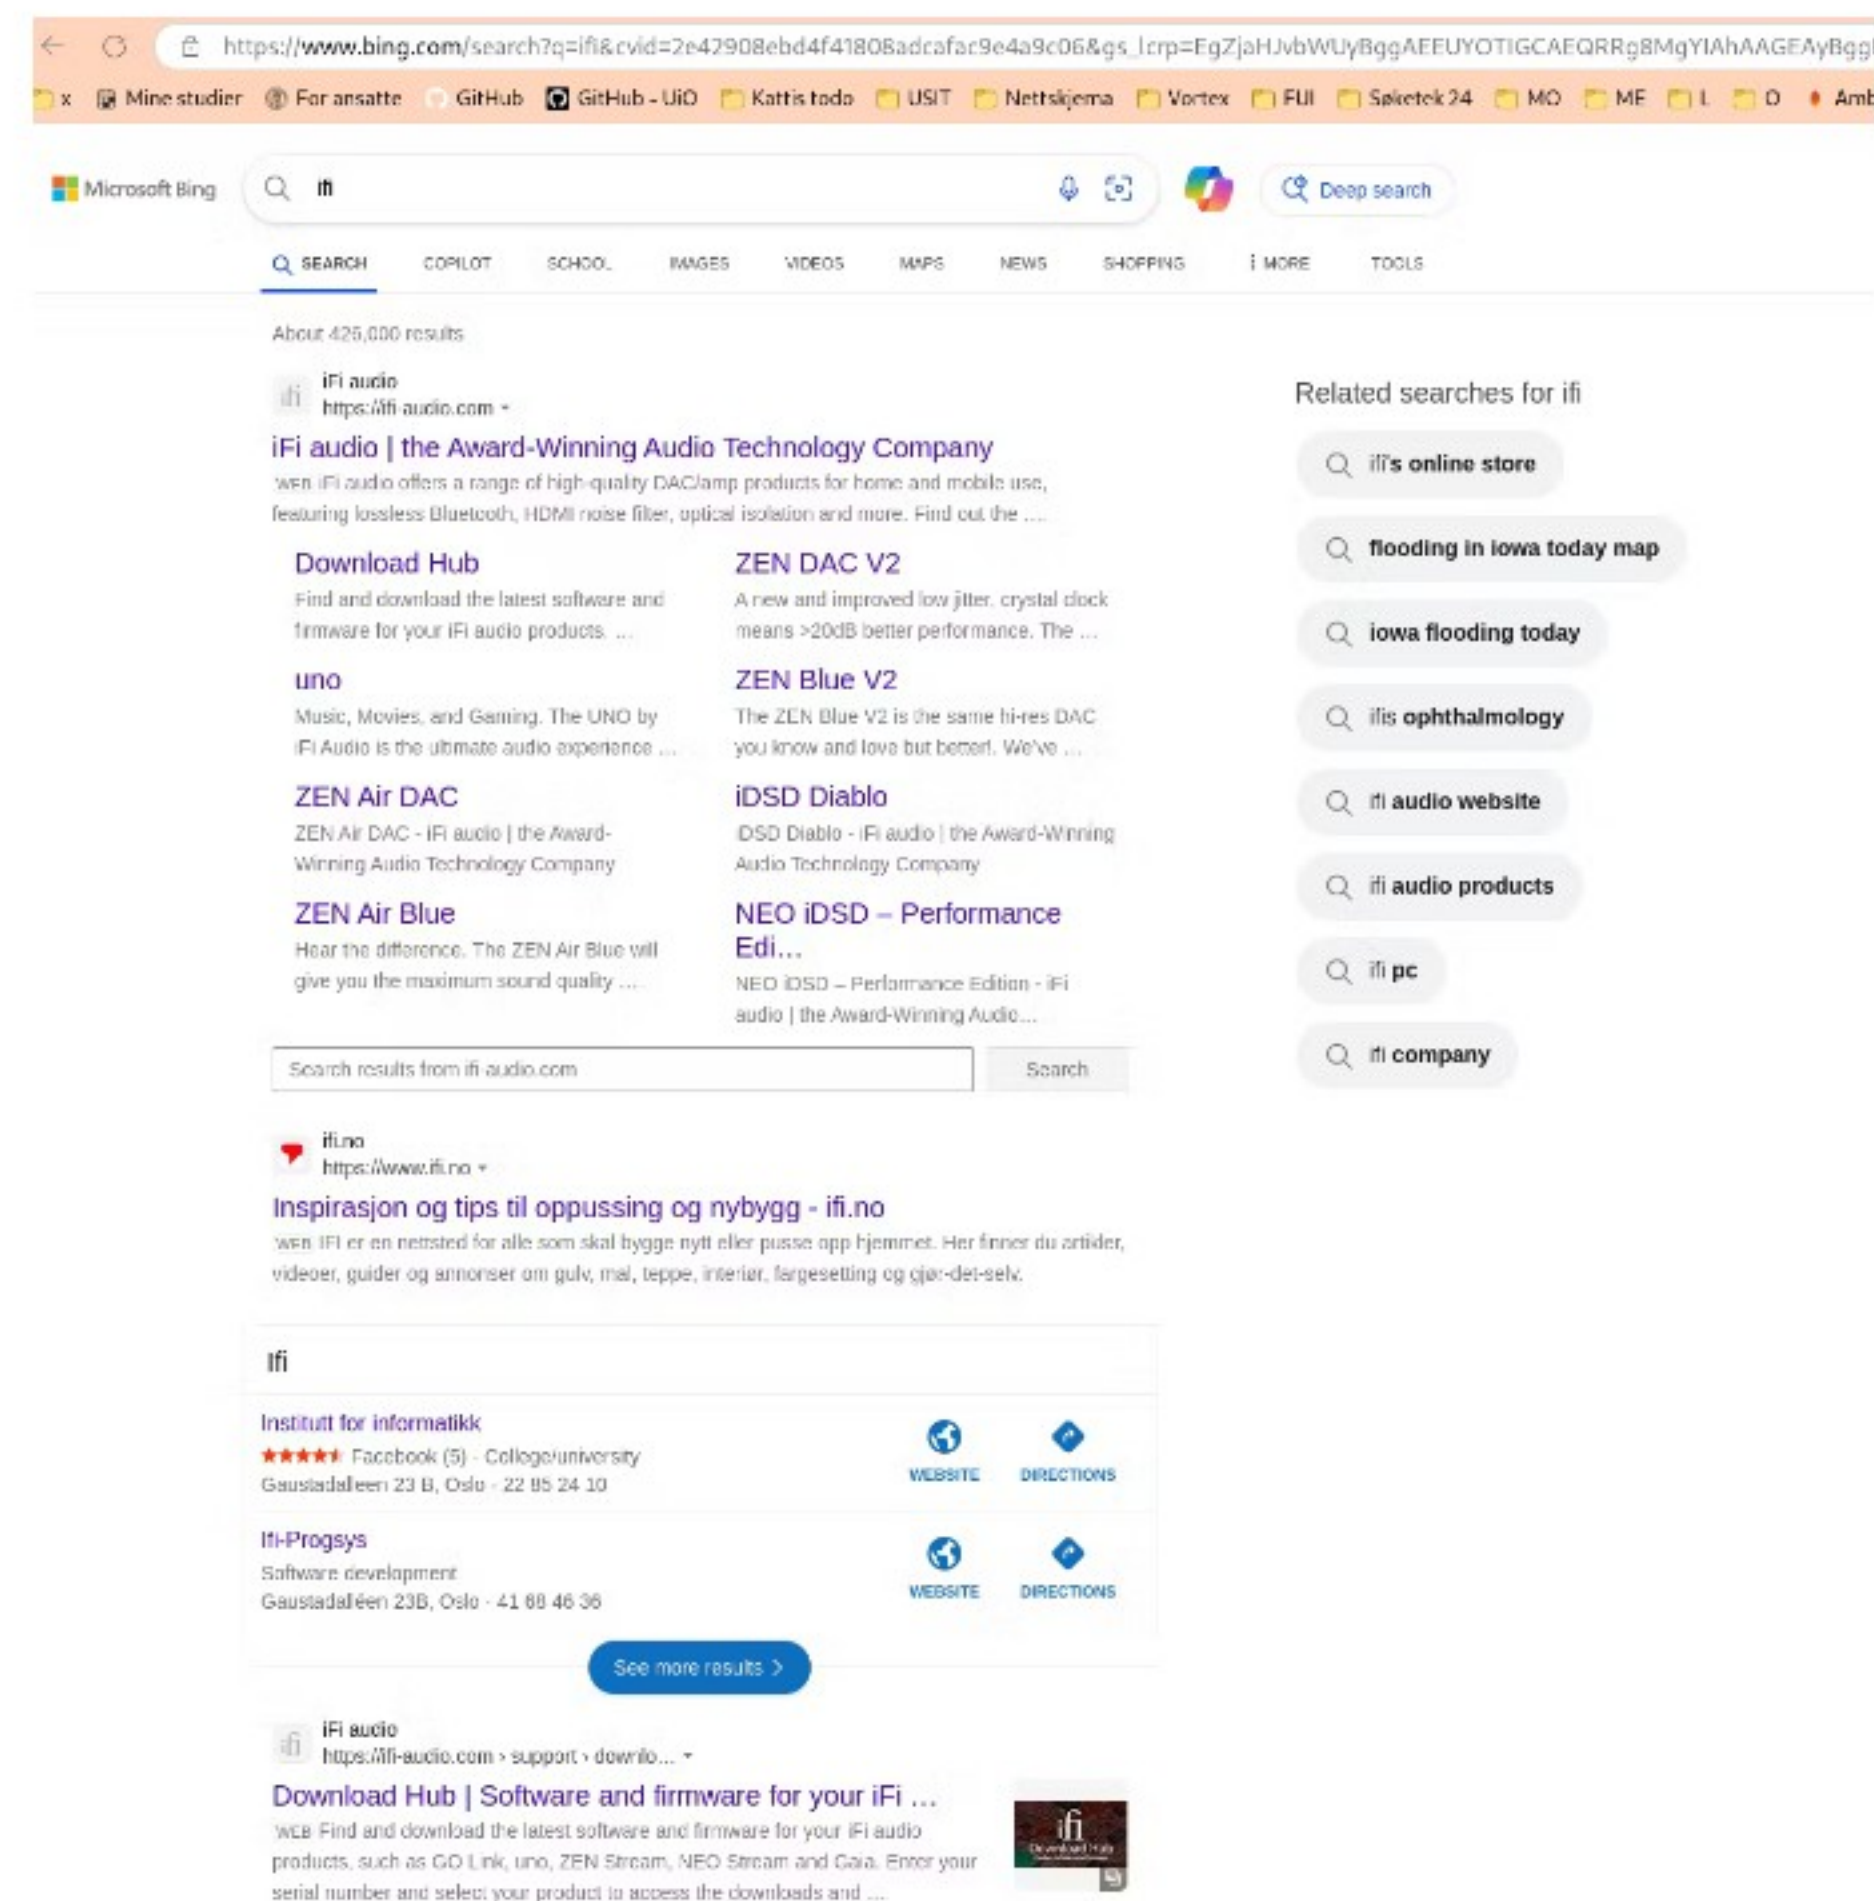 https://www.bing.com/search?q=ifi&cvid=2e42908ebd4f41808adcafac9e4a9c06&gs_lcrp=EgZjaHJvbWUyBggAEEUYOTIGCAEQRRg8MgYIAhAAGEAyBgg
x Mine studier For ansatte GitHub GitHub - UiO Kattis todo USIT Nettskjema Vortex FUI Søketek 24 MO ME L O Amb
Microsoft Bing ifi Deep search
SEARCH COPILOT SCHOOL IMAGES VIDEOS MAPS NEWS SHOPPING MORE TOOLS
About 426,000 results
ifi iFi audio
https://ifi-audio.com
iFi audio | the Award-Winning Audio Technology Company
WEB iFi audio offers a range of high-quality DAC/amp products for home and mobile use,
featuring lossless Bluetooth, HDMI noise filter, optical isolation and more. Find out the ….
Download Hub
Find and download the latest software and
firmware for your iFi audio products. …
ZEN DAC V2
A new and improved low jitter, crystal clock
means >20dB better performance. The …
uno
Music, Movies, and Gaming. The UNO by
iFi Audio is the ultimate audio experience …
ZEN Blue V2
The ZEN Blue V2 is the same hi-res DAC
you know and love but better!. We've …
ZEN Air DAC
ZEN Air DAC - iFi audio | the Award-
Winning Audio Technology Company
iDSD Diablo
iDSD Diablo - iFi audio | the Award-Winning
Audio Technology Company
ZEN Air Blue
Hear the difference. The ZEN Air Blue will
give you the maximum sound quality ….
NEO iDSD – Performance
Edi…
NEO iDSD – Performance Edition - iFi
audio | the Award-Winning Audio…
Search results from ifi-audio.com Search
ifi.no
https://www.ifi.no
Inspirasjon og tips til oppussing og nybygg - ifi.no
WEB IFI er en nettsted for alle som skal bygge nytt eller pusse opp hjemmet. Her finner du artikler,
videoer, guider og annonser om gulv, mal, teppe, interiør, fargesetting og gjør-det-selv.
Ifi
Institutt for informatikk
Facebook (5) · College/university
Gaustadalleen 23 B, Oslo · 22 85 24 10
WEBSITE DIRECTIONS
Ifi-Progsys
Software development
Gaustadalléen 23B, Oslo · 41 68 46 36
WEBSITE DIRECTIONS
See more results
ifi iFi audio
https://ifi-audio.com › support › downlo…
Download Hub | Software and firmware for your iFi …
WEB Find and download the latest software and firmware for your iFi audio
products, such as GO Link, uno, ZEN Stream, NEO Stream and Gaia. Enter your
serial number and select your product to access the downloads and …
ifi
Download Hub
Related searches for ifi
ifi's online store
flooding in iowa today map
iowa flooding today
ifis ophthalmology
ifi audio website
ifi audio products
ifi pc
ifi company